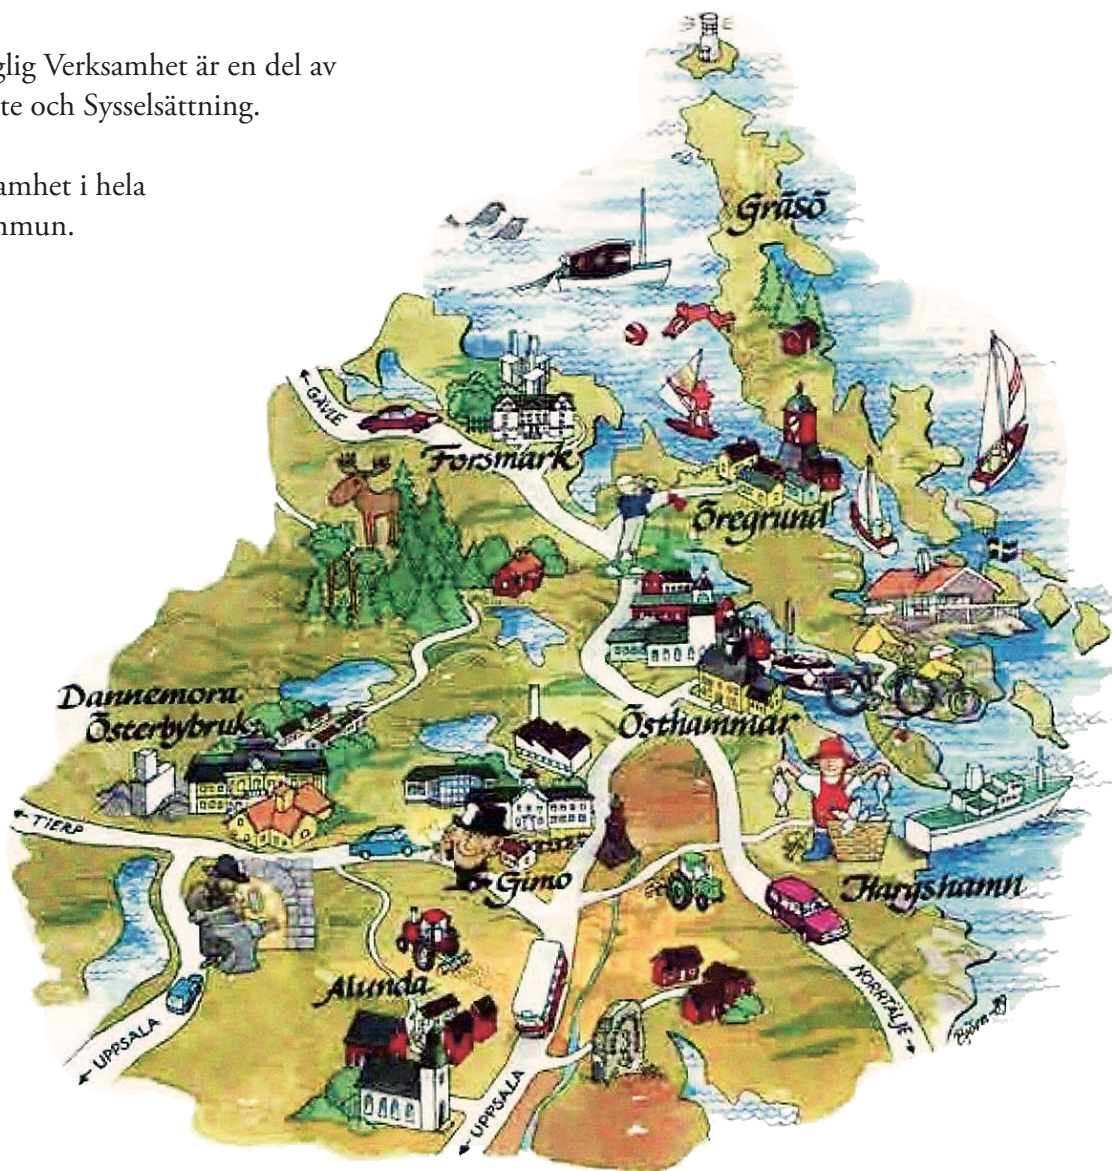 glig Verksamhet är en del av
te och Sysselsättning.
amhet i hela
nmun.
Gräsö
← GÄVLE
Forsmark
Öregrund
Dannemora
Österbybruk
Östhammar
← TIERP
Gimo
Hargshamn
Alunda
NORRTÄLJE →
← UPPSALA
← UPPSALA